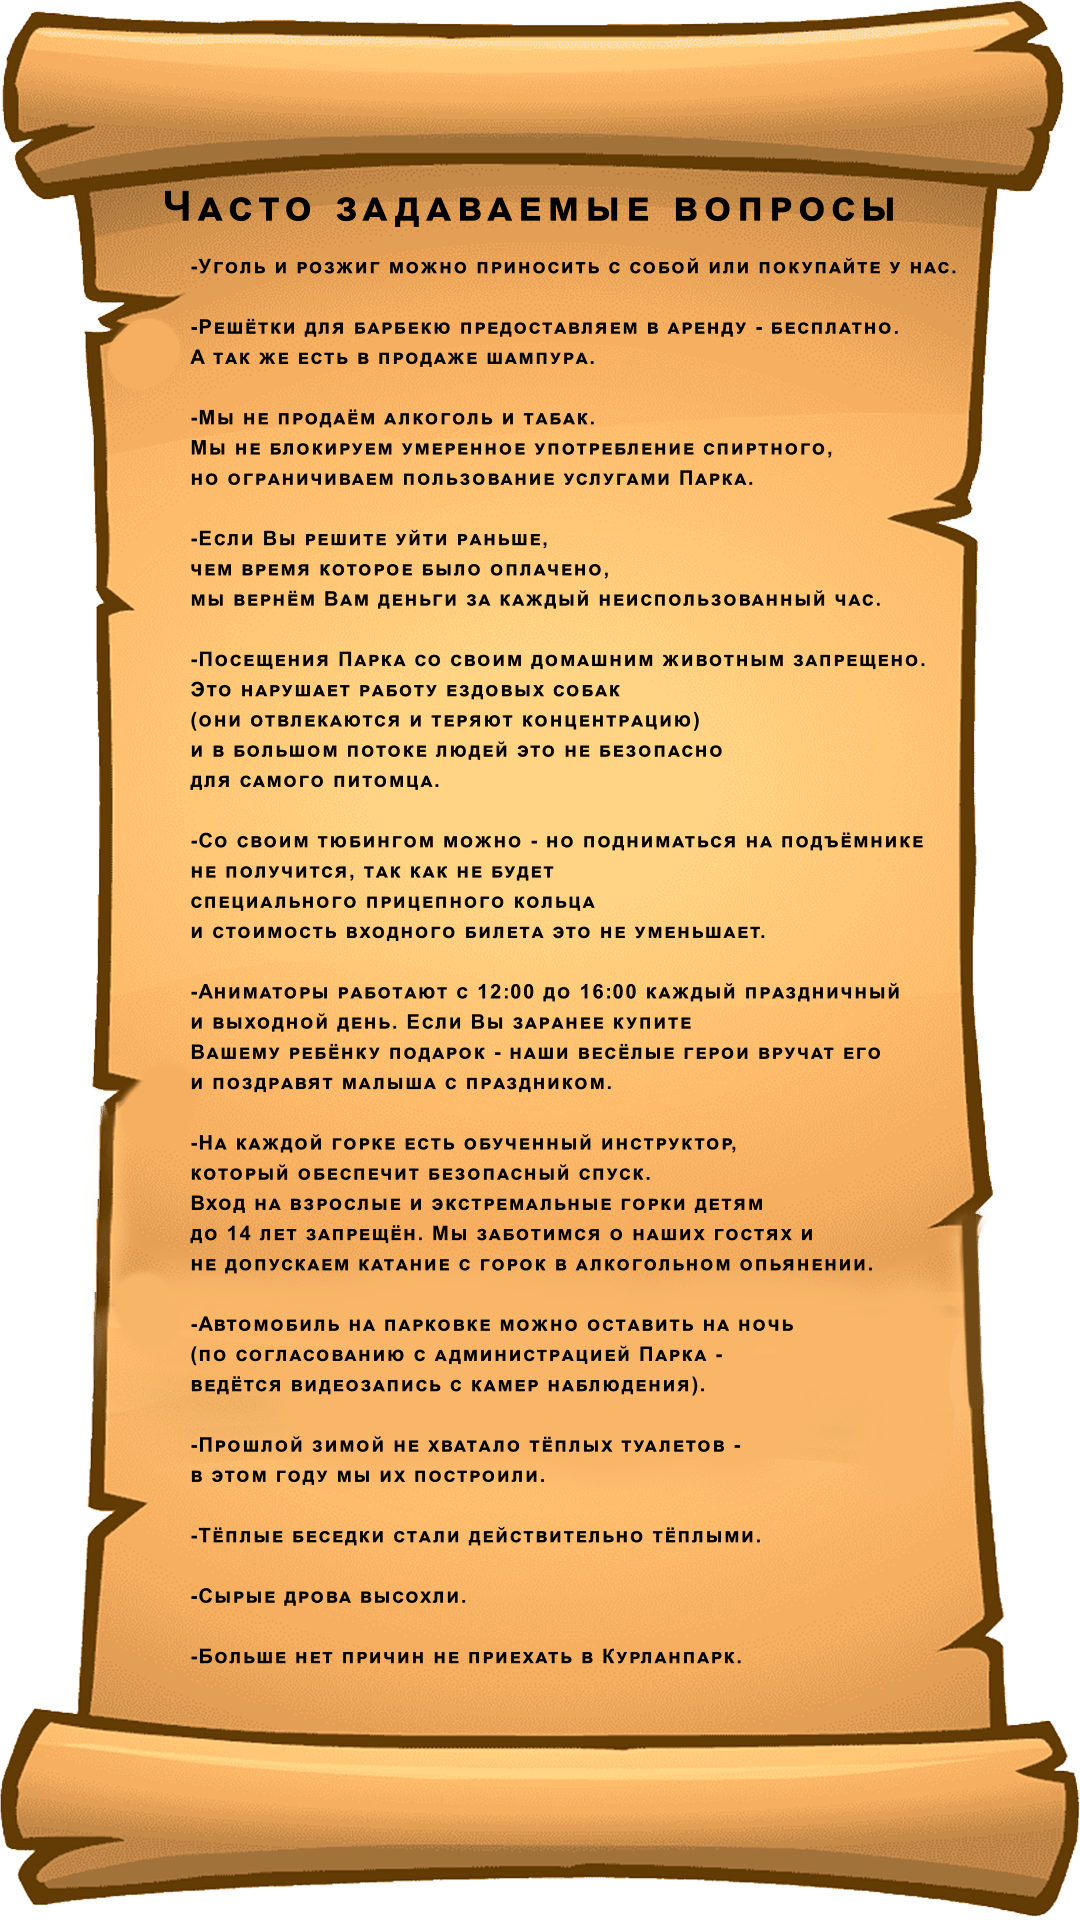 Часто задаваемые вопросы
-Уголь и розжиг можно приносить с собой или покупайте у нас.
-Решётки для барбекю предоставляем в аренду - бесплатно.
А так же есть в продаже шампура.
-Мы не продаём алкоголь и табак.
Мы не блокируем умеренное употребление спиртного,
но ограничиваем пользование услугами Парка.
-Если Вы решите уйти раньше,
чем время которое было оплачено,
мы вернём Вам деньги за каждый неиспользованный час.
-Посещения Парка со своим домашним животным запрещено.
Это нарушает работу ездовых собак
(они отвлекаются и теряют концентрацию)
и в большом потоке людей это не безопасно
для самого питомца.
-Со своим тюбингом можно - но подниматься на подъёмнике
не получится, так как не будет
специального прицепного кольца
и стоимость входного билета это не уменьшает.
-Аниматоры работают с 12:00 до 16:00 каждый праздничный
и выходной день. Если Вы заранее купите
Вашему ребёнку подарок - наши весёлые герои вручат его
и поздравят малыша с праздником.
-На каждой горке есть обученный инструктор,
который обеспечит безопасный спуск.
Вход на взрослые и экстремальные горки детям
до 14 лет запрещён. Мы заботимся о наших гостях и
не допускаем катание с горок в алкогольном опьянении.
-Автомобиль на парковке можно оставить на ночь
(по согласованию с администрацией Парка -
ведётся видеозапись с камер наблюдения).
-Прошлой зимой не хватало тёплых туалетов -
в этом году мы их построили.
-Тёплые беседки стали действительно тёплыми.
-Сырые дрова высохли.
-Больше нет причин не приехать в Курланпарк.